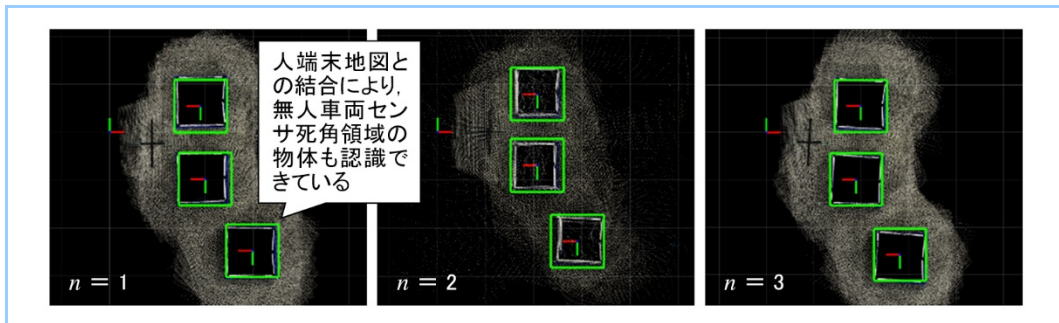 人端末地図と
の結合により，
無人車両セン
サ死角領域の
物体も認識で
きている
n = 1
n = 2
n = 3